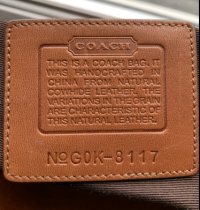 COACH
THIS IS A COACH BAG. IT
WAS HANDCRAFTED IN
CHINA FROM NATURAL
COWHIDE LEATHER. THE
VARIATIONS IN THE GRAIN
ARE CHARACTERISTIC OF
THIS NATURAL LEATHER.
NºG0K-8117